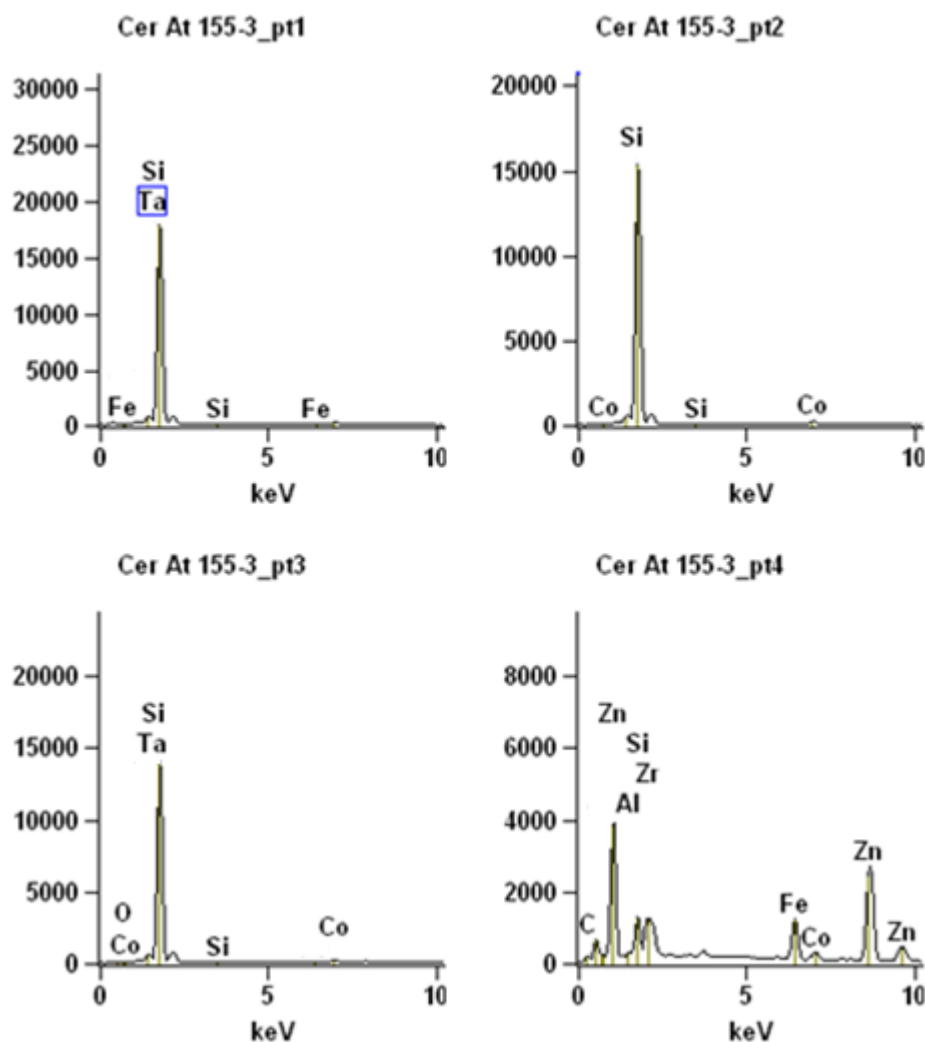 Cer At 155-3_pt1
30000
25000
20000
15000
10000
5000
0
Si
Ta
Fe
Si
Fe
0
5
10
keV
Cer At 155-3_pt2
20000
15000
10000
5000
0
Si
Co
Si
Co
0
5
10
keV
Cer At 155-3_pt3
20000
15000
10000
5000
0
Si
Ta
O
Co
Si
Co
0
5
10
keV
Cer At 155-3_pt4
8000
6000
4000
2000
0
Zn
Si
Zr
Al
C
Fe
Co
Zn
Zn
0
5
10
keV